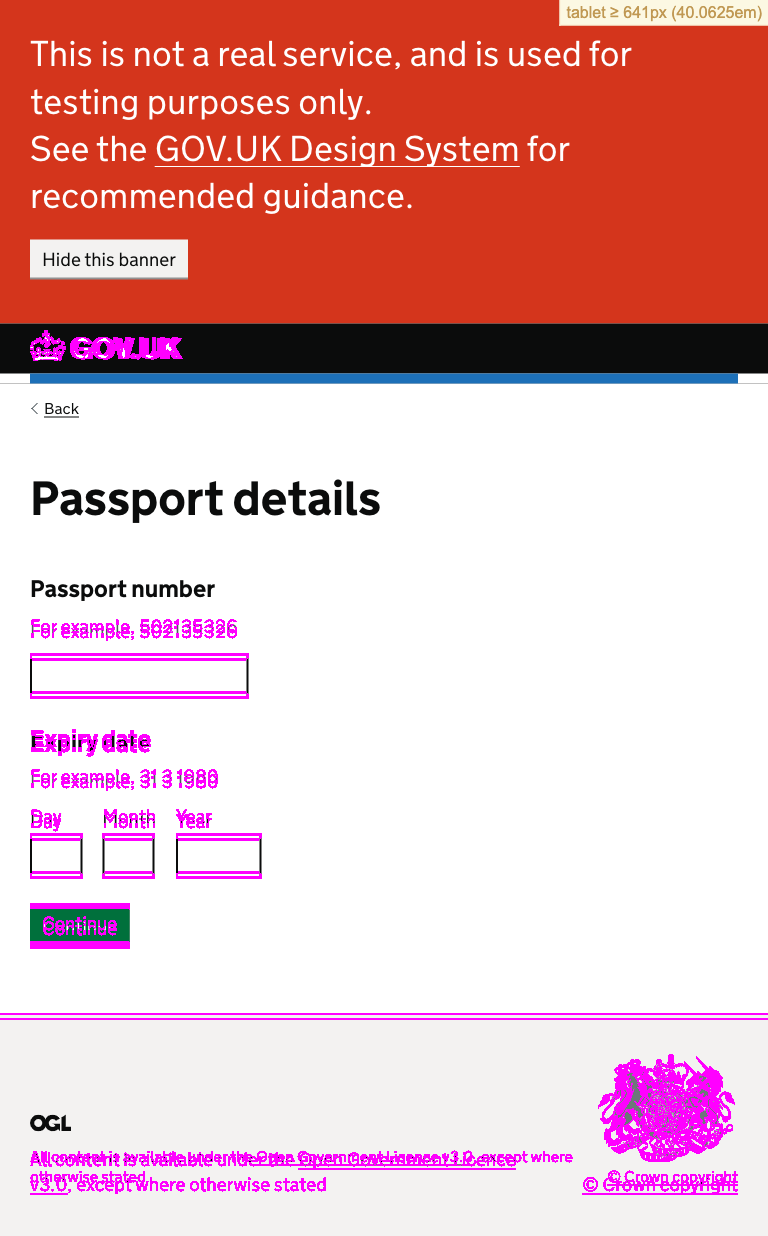 tablet ≥ 641px (40.0625em)
This is not a real service, and is used for
testing purposes only.
See the GOV.UK Design System for
recommended guidance.
Hide this banner
GOV.UK
Back
Passport details
Passport number
For example, 502135326
Expiry date
For example, 31 3 1980
Day Month Year
Continue
OGL
All content is available under the Open Government Licence v3.0, except where
otherwise stated
© Crown copyright